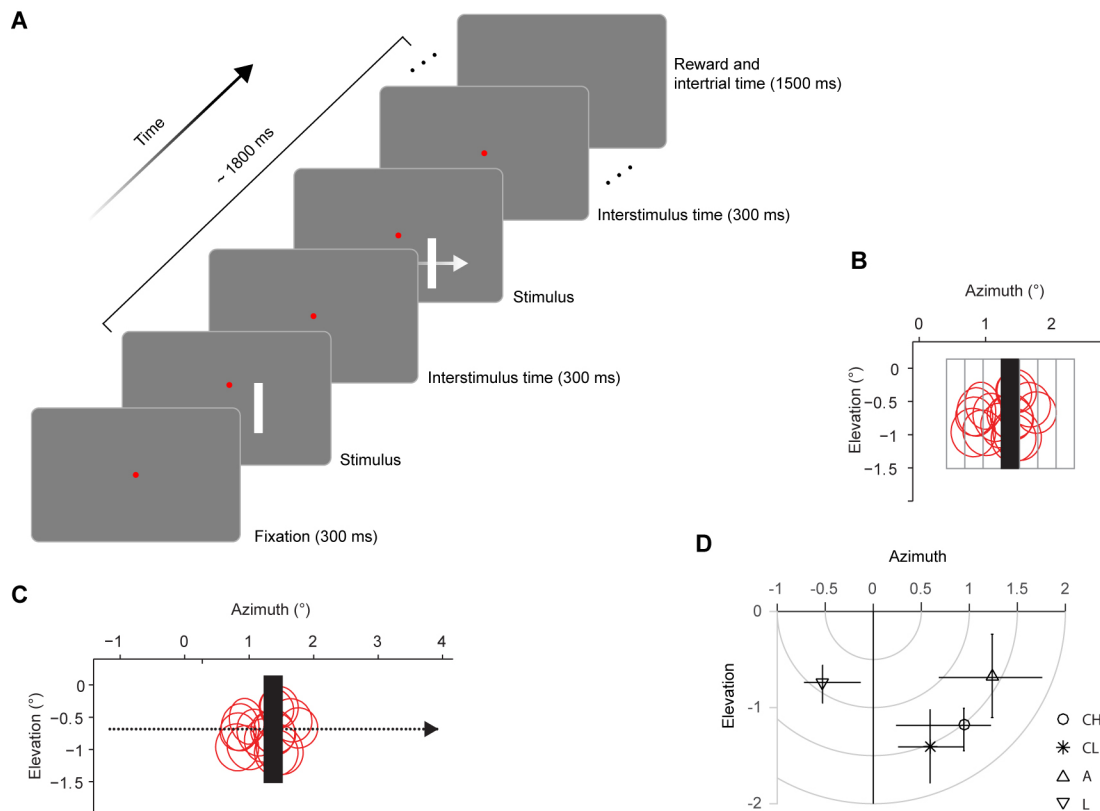 A
Time
~ 1800 ms
Reward and
intertrial time (1500 ms)
Interstimulus time (300 ms)
Stimulus
Interstimulus time (300 ms)
Stimulus
Fixation (300 ms)
B
Azimuth (°)
0 1 2
Elevation (°)
0
−0.5
−1
−1.5
C
Azimuth (°)
−1 0 1 2 3 4
Elevation (°)
0
−0.5
−1
−1.5
D
Azimuth
-1 -0.5 0 0.5 1 1.5 2
Elevation
0
-1
-2
CH
CL
A
L